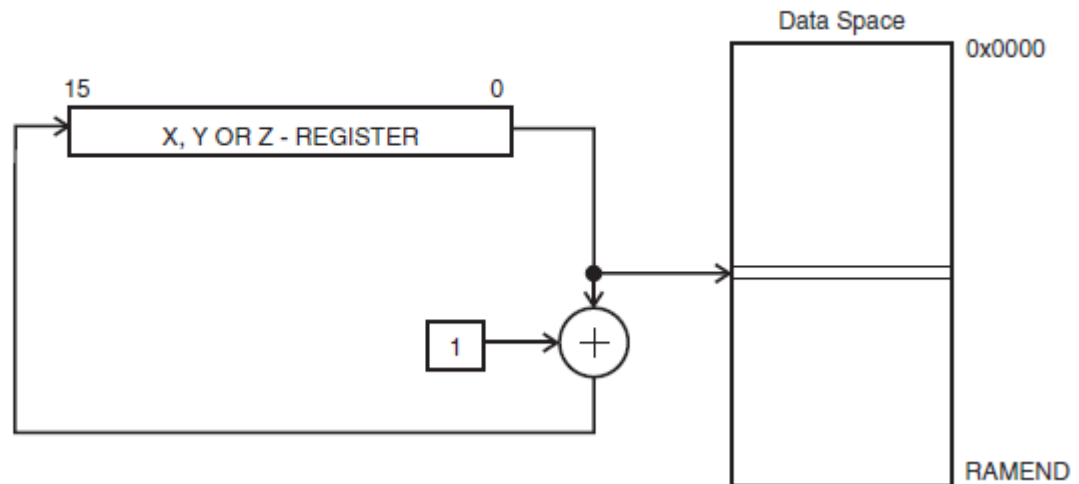 Data Space
0x0000
15 0
X, Y OR Z - REGISTER
1
+
RAMEND